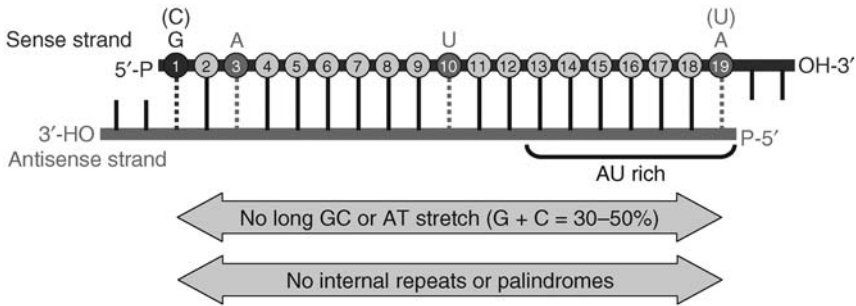 (C) (U)
G A U A
Sense strand
5′-P 1 2 3 4 5 6 7 8 9 10 11 12 13 14 15 16 17 18 19 OH-3′
3′-HO P-5′
Antisense strand
AU rich
No long GC or AT stretch (G + C = 30–50%)
No internal repeats or palindromes